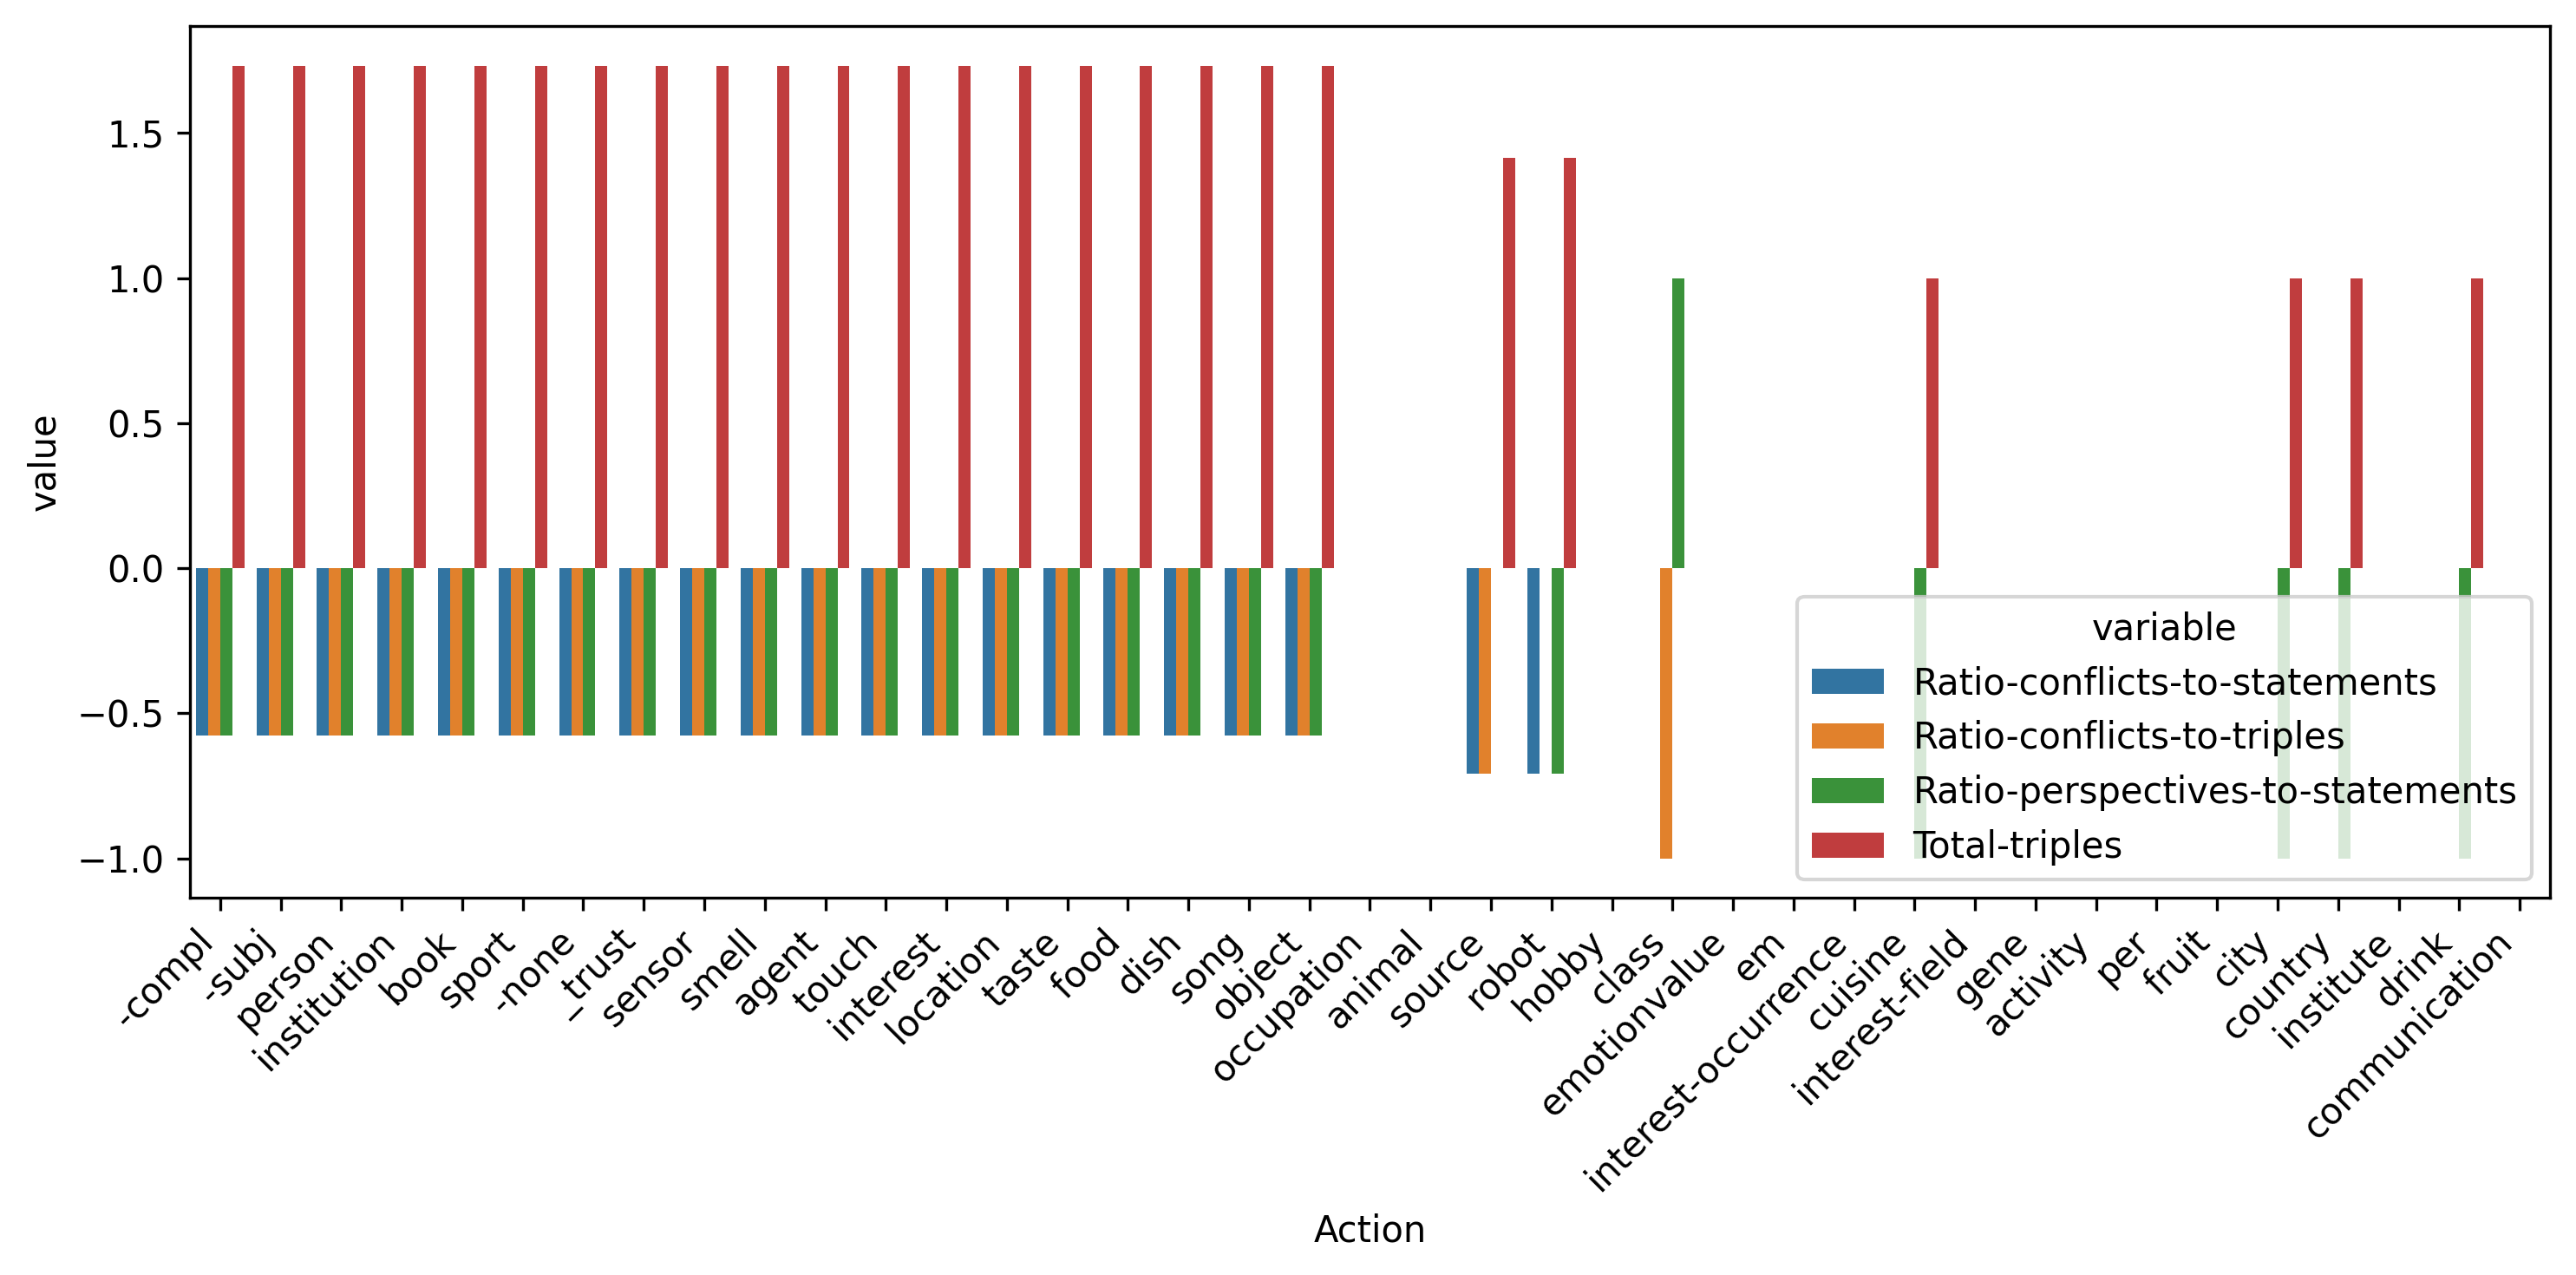 value
1.5
1.0
0.5
0.0
−0.5
−1.0
variable
Ratio-conflicts-to-statements
Ratio-conflicts-to-triples
Ratio-perspectives-to-statements
Total-triples
-compl
-subj
person
institution
book
sport
-none
_trust
_sensor
smell
agent
touch
interest
location
taste
food
dish
song
object
occupation
animal
source
robot
hobby
class
emotionvalue
em
interest-occurrence
cuisine
interest-field
gene
activity
per
fruit
city
country
institute
drink
communication
Action